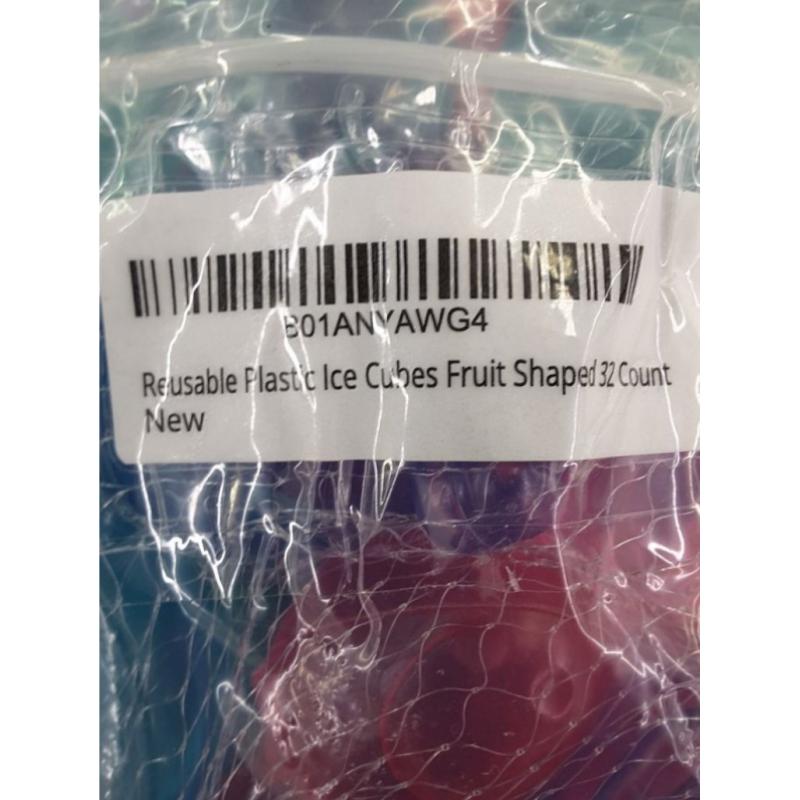 B01ANYAWG4
Reusable Plastic Ice Cubes Fruit Shaped 32 Count
New